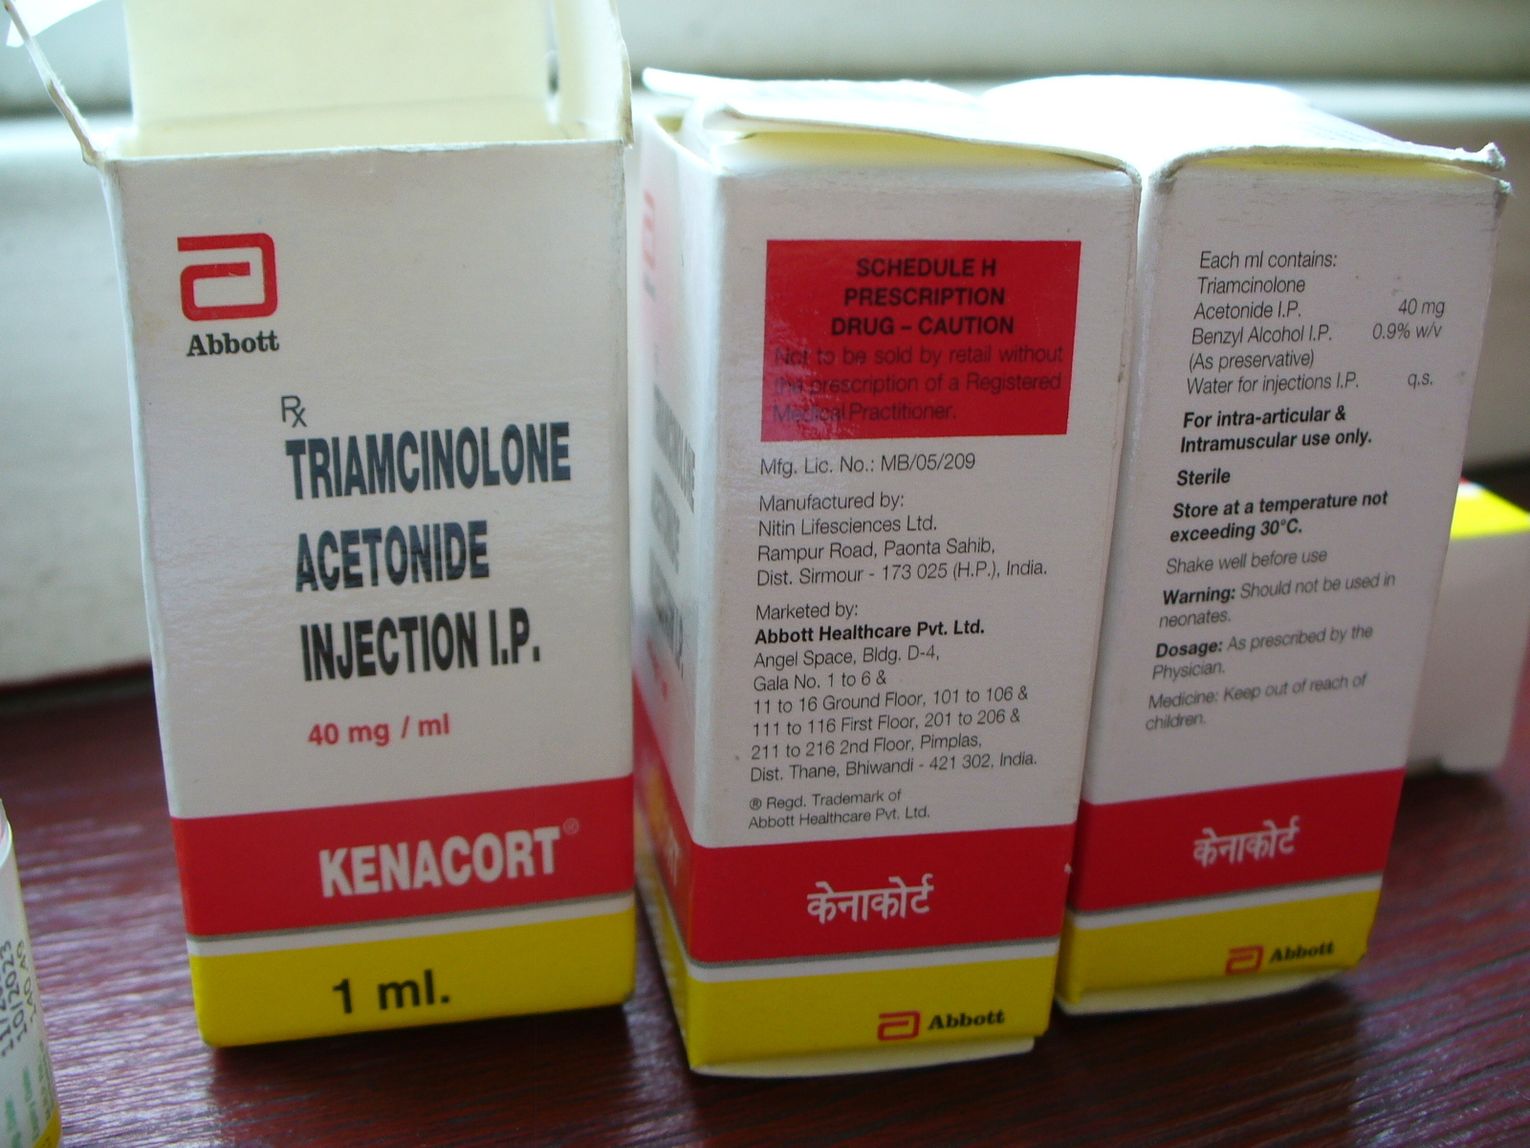 Abbott
Rx
TRIAMCINOLONE
ACETONIDE
INJECTION I.P.
40 mg / ml
KENACORT®
1 ml.
SCHEDULE H
PRESCRIPTION
DRUG – CAUTION
Not to be sold by retail without
the prescription of a Registered
Medical Practitioner.
Mfg. Lic. No.: MB/05/209
Manufactured by:
Nitin Lifesciences Ltd.
Rampur Road, Paonta Sahib,
Dist. Sirmour - 173 025 (H.P.), India.
Marketed by:
Abbott Healthcare Pvt. Ltd.
Angel Space, Bldg. D-4,
Gala No. 1 to 6 &
11 to 16 Ground Floor, 101 to 106 &
111 to 116 First Floor, 201 to 206 &
211 to 216 2nd Floor, Pimplas,
Dist. Thane, Bhiwandi - 421 302, India.
® Regd. Trademark of
Abbott Healthcare Pvt. Ltd.
केनाकोर्ट
Abbott
Each ml contains:
Triamcinolone
Acetonide I.P. 40 mg
Benzyl Alcohol I.P. 0.9% w/v
(As preservative)
Water for injections I.P. q.s.
For intra-articular &
Intramuscular use only.
Sterile
Store at a temperature not
exceeding 30°C.
Shake well before use
Warning: Should not be used in
neonates.
Dosage: As prescribed by the
Physician.
Medicine: Keep out of reach of
children.
केनाकोर्ट
Abbott
10/2023